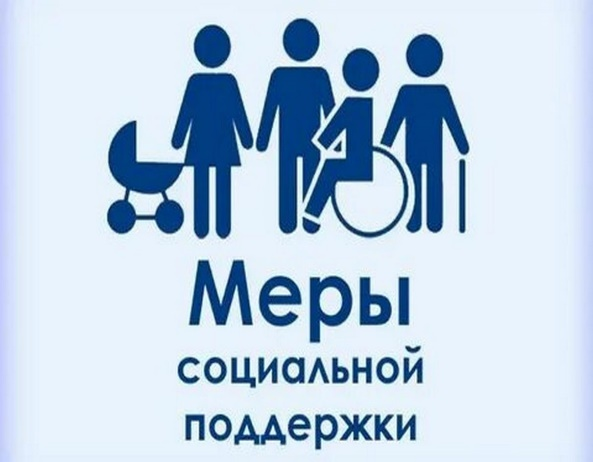 Меры
социальной
поддержки